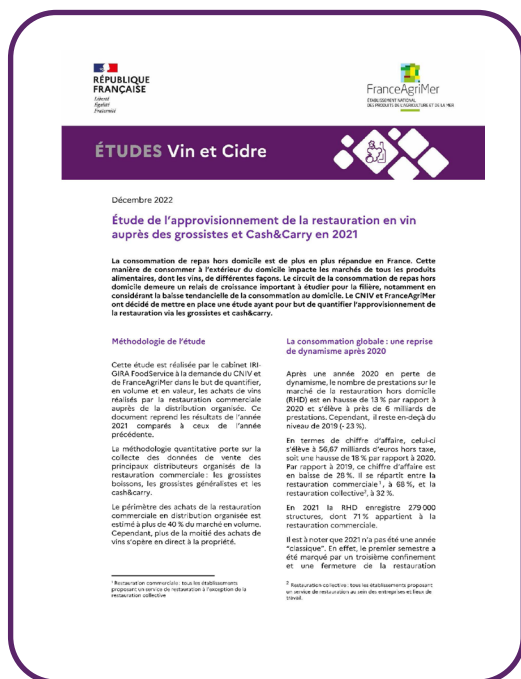 RÉPUBLIQUE
FRANÇAISE
Liberté
Égalité
Fraternité
FranceAgriMer
ÉTABLISSEMENT NATIONAL
DES PRODUITS DE L'AGRICULTURE ET DE LA MER
ÉTUDES Vin et Cidre
Décembre 2022
Étude de l'approvisionnement de la restauration en vin
auprès des grossistes et Cash&Carry en 2021
La consommation de repas hors domicile est de plus en plus répandue en France. Cette
manière de consommer à l'extérieur du domicile impacte les marchés de tous les produits
alimentaires, dont les vins, de différentes façons. Le circuit de la consommation de repas hors
domicile demeure un relais de croissance important à étudier pour la filière, notamment en
considérant la baisse tendancielle de la consommation au domicile. Le CNIV et FranceAgriMer
ont décidé de mettre en place une étude ayant pour but de quantifier l'approvisionnement de
la restauration via les grossistes et cash&carry.
Méthodologie de l'étude
Cette étude est réalisée par le cabinet IRI-
GIRA FoodService à la demande du CNIV et
de FranceAgriMer dans le but de quantifier,
en volume et en valeur, les achats de vins
réalisés par la restauration commerciale
auprès de la distribution organisée. Ce
document reprend les résultats de l'année
2021 comparés à ceux de l'année
précédente.
La méthodologie quantitative porte sur la
collecte des données de vente des
principaux distributeurs organisés de la
restauration commerciale : les grossistes
boissons, les grossistes généralistes et les
cash&carry.
Le périmètre des achats de la restauration
commerciale en distribution organisée est
estimé à plus de 40 % du marché en volume.
Cependant, plus de la moitié des achats de
vins s'opère en direct à la propriété.
1 Restauration commerciale : tous les établissements
proposant un service de restauration à l'exception de la
restauration collective
La consommation globale : une reprise
de dynamisme après 2020
Après une année 2020 en perte de
dynamisme, le nombre de prestations sur le
marché de la restauration hors domicile
(RHD) est en hausse de 13 % par rapport à
2020 et s'élève à près de 6 milliards de
prestations. Cependant, il reste en-deçà du
niveau de 2019 (- 23 %).
En termes de chiffre d'affaire, celui-ci
s'élève à 56,67 milliards d'euros hors taxe,
soit une hausse de 18 % par rapport à 2020.
Par rapport à 2019, ce chiffre d'affaire est
en baisse de 28 %. Il se répartit entre la
restauration commerciale1, à 68 %, et la
restauration collective2, à 32 %.
En 2021 la RHD enregistre 279 000
structures, dont 71 % appartient à la
restauration commerciale.
Il est à noter que 2021 n'a pas été une année
"classique". En effet, le premier semestre a
été marqué par un troisième confinement
et une fermeture de la restauration
2 Restauration collective : tous les établissements proposant
un service de restauration au sein des entreprises et lieux de
travail.